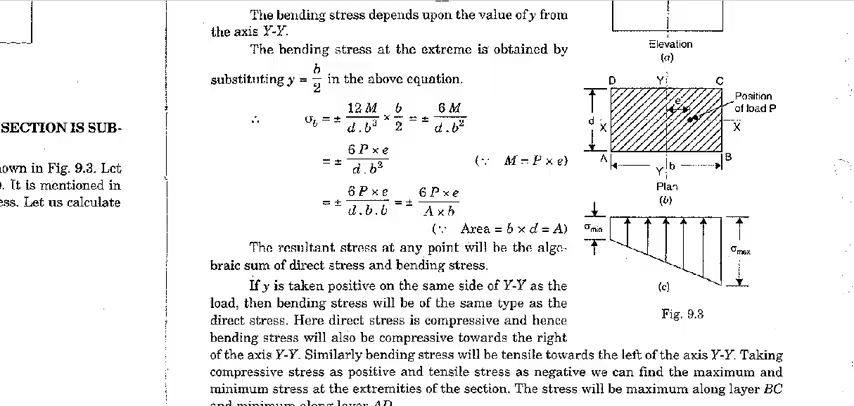 SECTION IS SUB-
own in Fig. 9.3. Let
. It is mentioned in
ess. Let us calculate
The bending stress depends upon the value of y from
the axis Y-Y.
The bending stress at the extreme is obtained by
substituting y = b/2 in the above equation.
∴ σb = ± 12 M / d.b³ × b/2 = ± 6 M / d.b²
= ± 6 P × e / d.b² (∵ M = P × e)
= ± 6 P × e / d.b.b = ± 6 P × e / A × b
(∵ Area = b × d = A)
The resultant stress at any point will be the alge-
braic sum of direct stress and bending stress.
If y is taken positive on the same side of Y-Y as the
load, then bending stress will be of the same type as the
direct stress. Here direct stress is compressive and hence
bending stress will also be compressive towards the right
of the axis Y-Y. Similarly bending stress will be tensile towards the left of the axis Y-Y. Taking
compressive stress as positive and tensile stress as negative we can find the maximum and
minimum stress at the extremities of the section. The stress will be maximum along layer BC
and minimum along layer AD.
Elevation
(a)
D Y C
e
Position
of load P
d X X
A b B
Y
Plan
(b)
σmin
σmax
(c)
Fig. 9.3